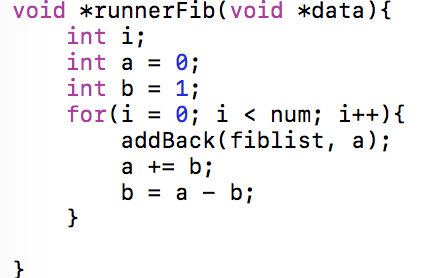 void *runnerFib(void *data){
    int i;
    int a = 0;
    int b = 1;
    for(i = 0; i < num; i++){
        addBack(fiblist, a);
        a += b;
        b = a - b;
    }

}